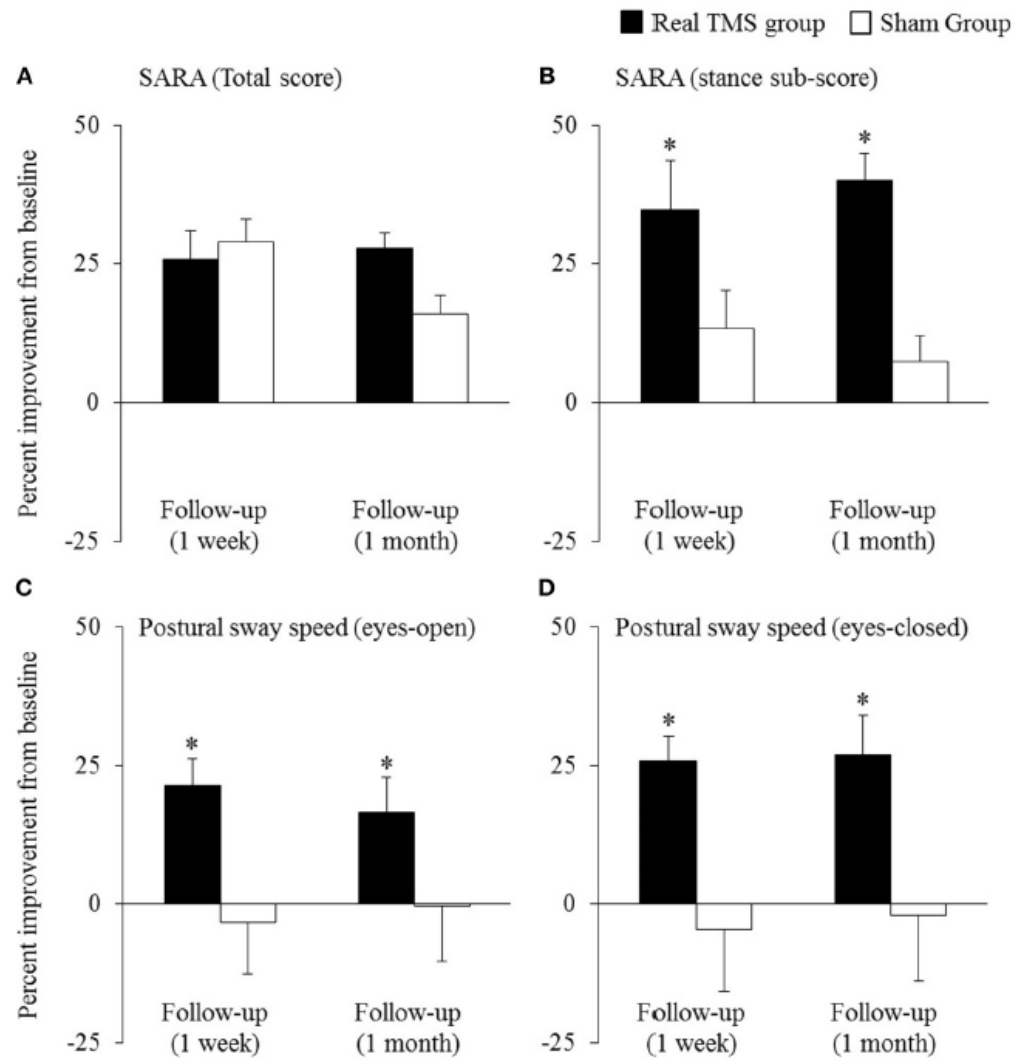 Real TMS group Sham Group
A SARA (Total score)
B SARA (stance sub-score)
Percent improvement from baseline
50
25
0
-25
* *
Follow-up Follow-up
(1 week) (1 month)
50
25
0
-25
Follow-up Follow-up
(1 week) (1 month)
C
Postural sway speed (eyes-open)
D
Postural sway speed (eyes-closed)
Percent improvement from baseline
50
25
0
-25
* *
Follow-up Follow-up
(1 week) (1 month)
50
25
0
-25
* *
Follow-up Follow-up
(1 week) (1 month)